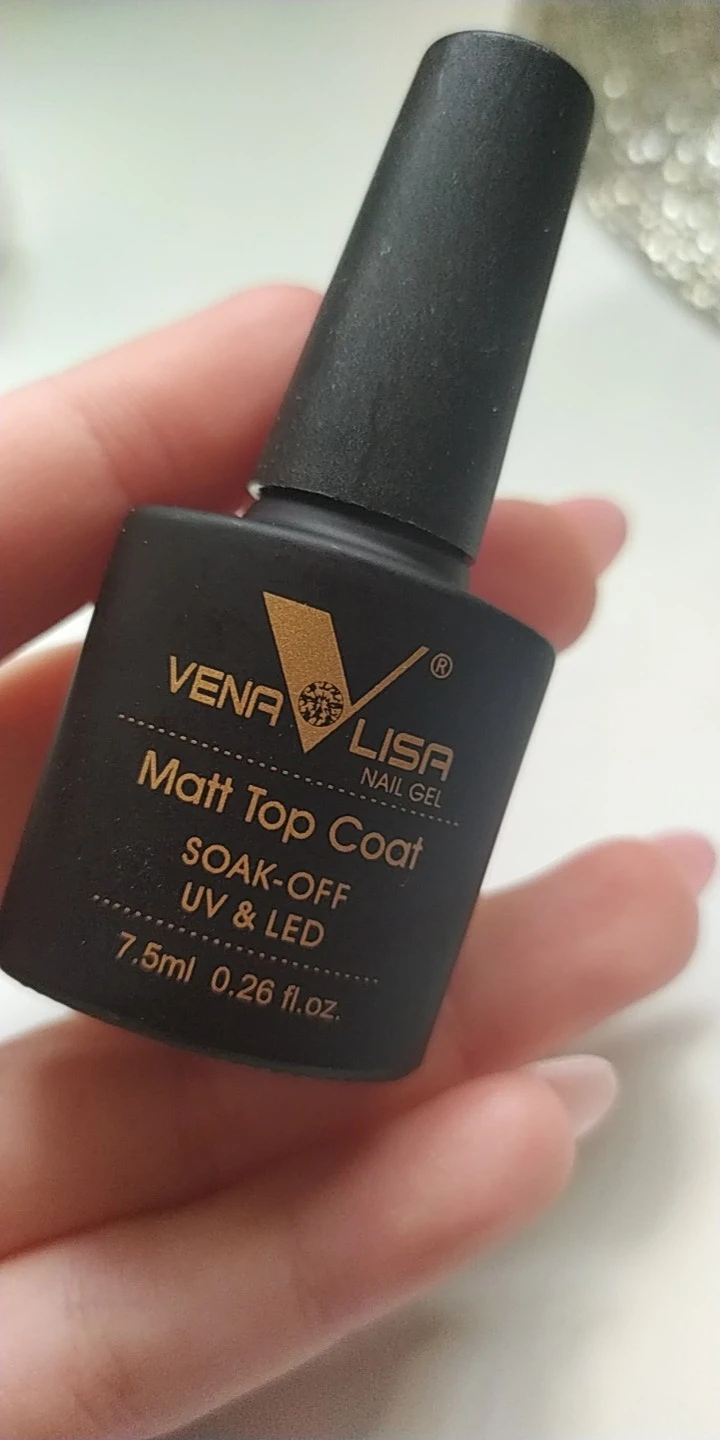 VENA LISA ®
NAIL GEL
Matt Top Coat
SOAK-OFF
UV & LED
7.5ml 0.26 fl.oz.